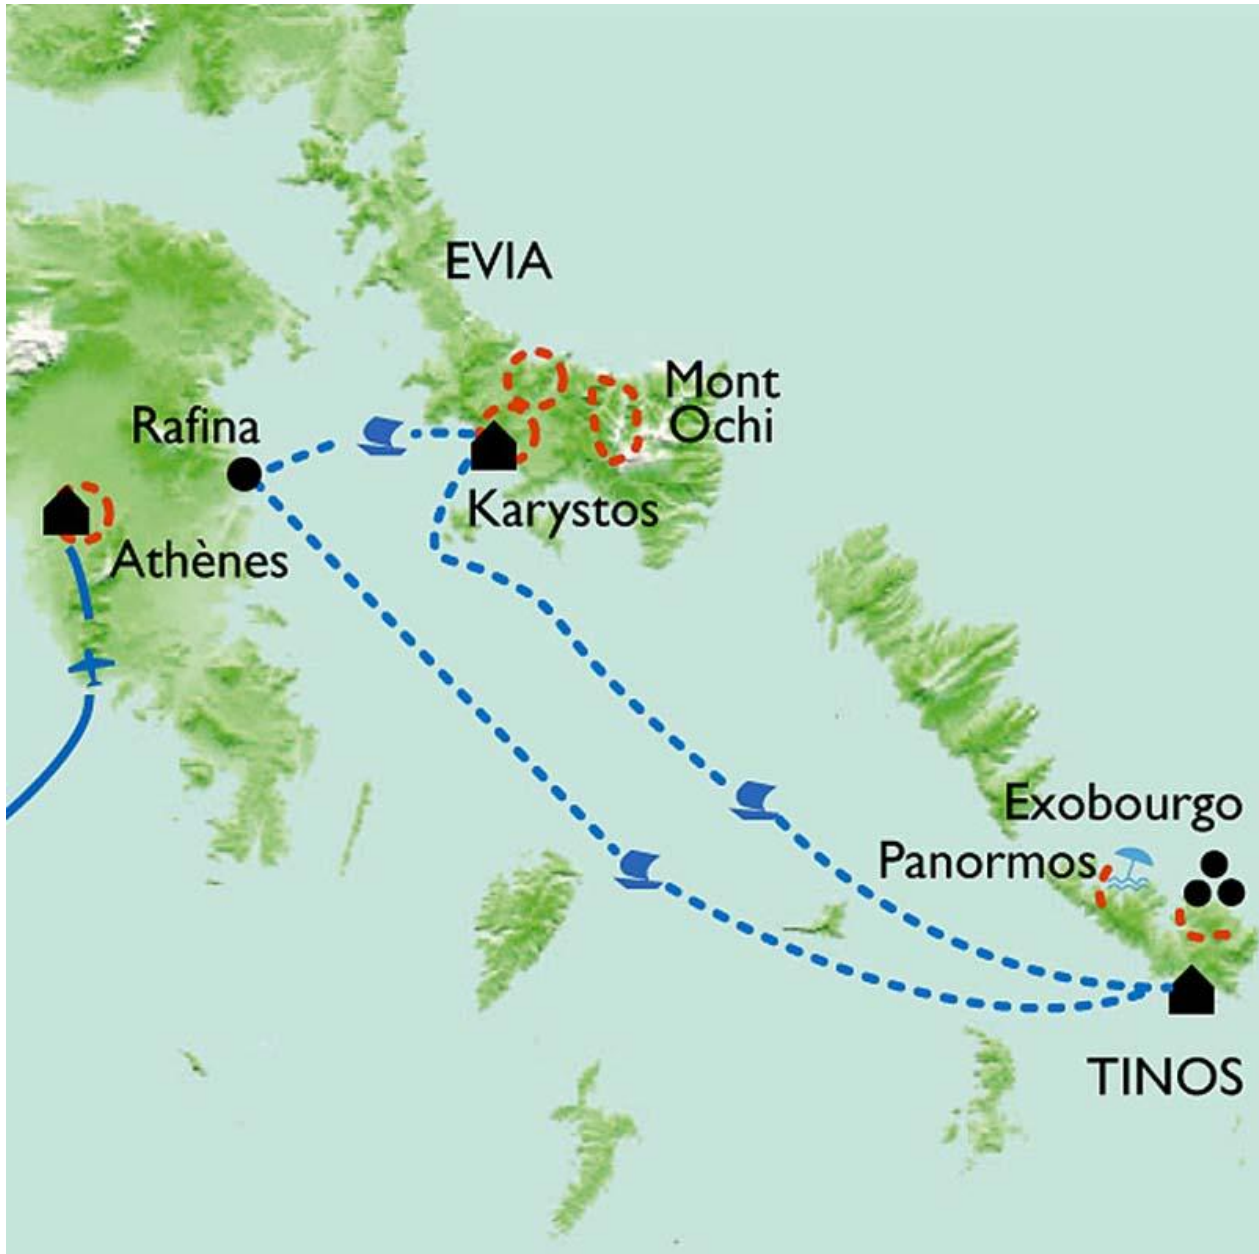 EVIA
Mont
Ochi
Rafina
Karystos
Athènes
Exobourgo
Panormos
TINOS